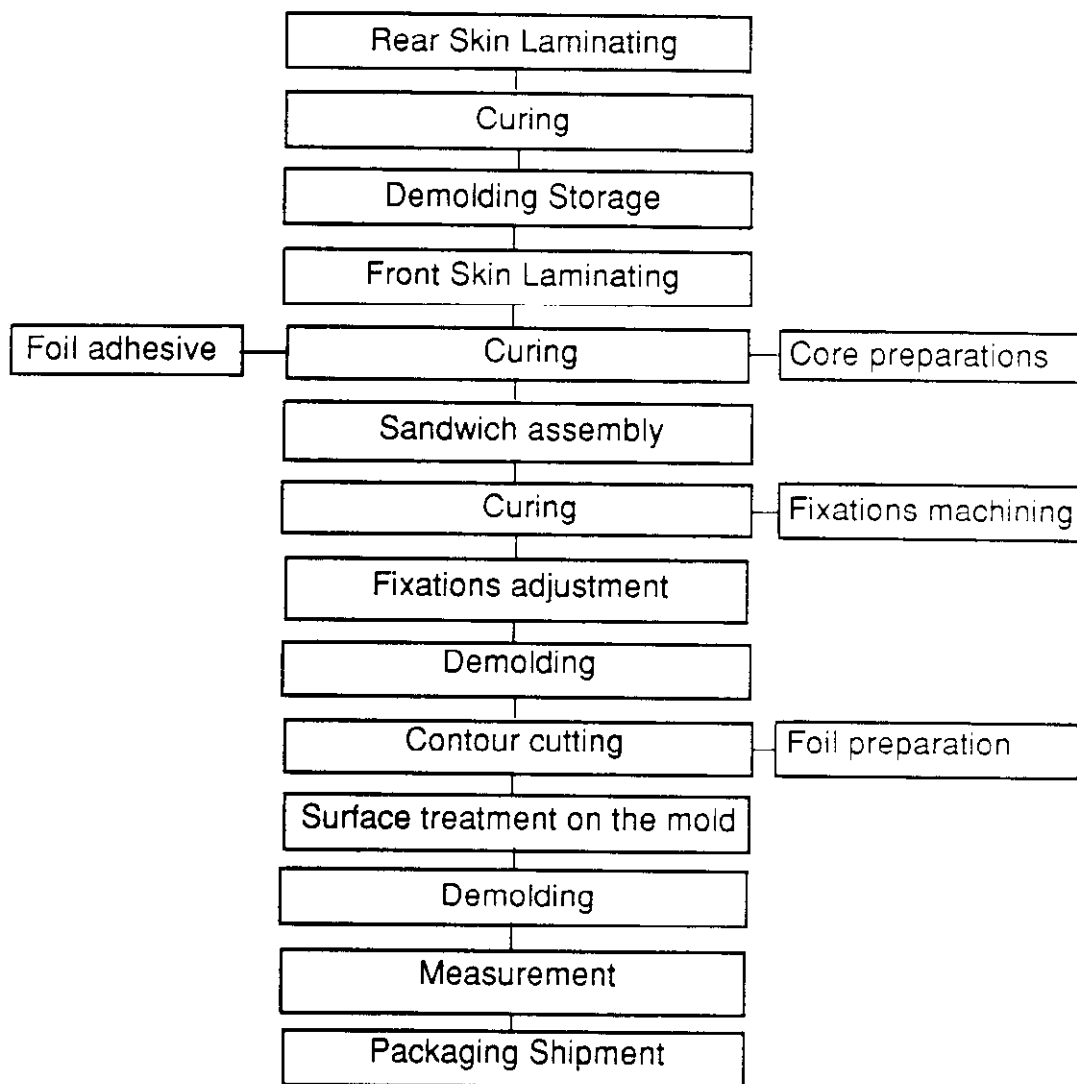 Rear Skin Laminating
Curing
Demolding Storage
Front Skin Laminating
Foil adhesive
Curing
Core preparations
Sandwich assembly
Curing
Fixations machining
Fixations adjustment
Demolding
Contour cutting
Foil preparation
Surface treatment on the mold
Demolding
Measurement
Packaging Shipment